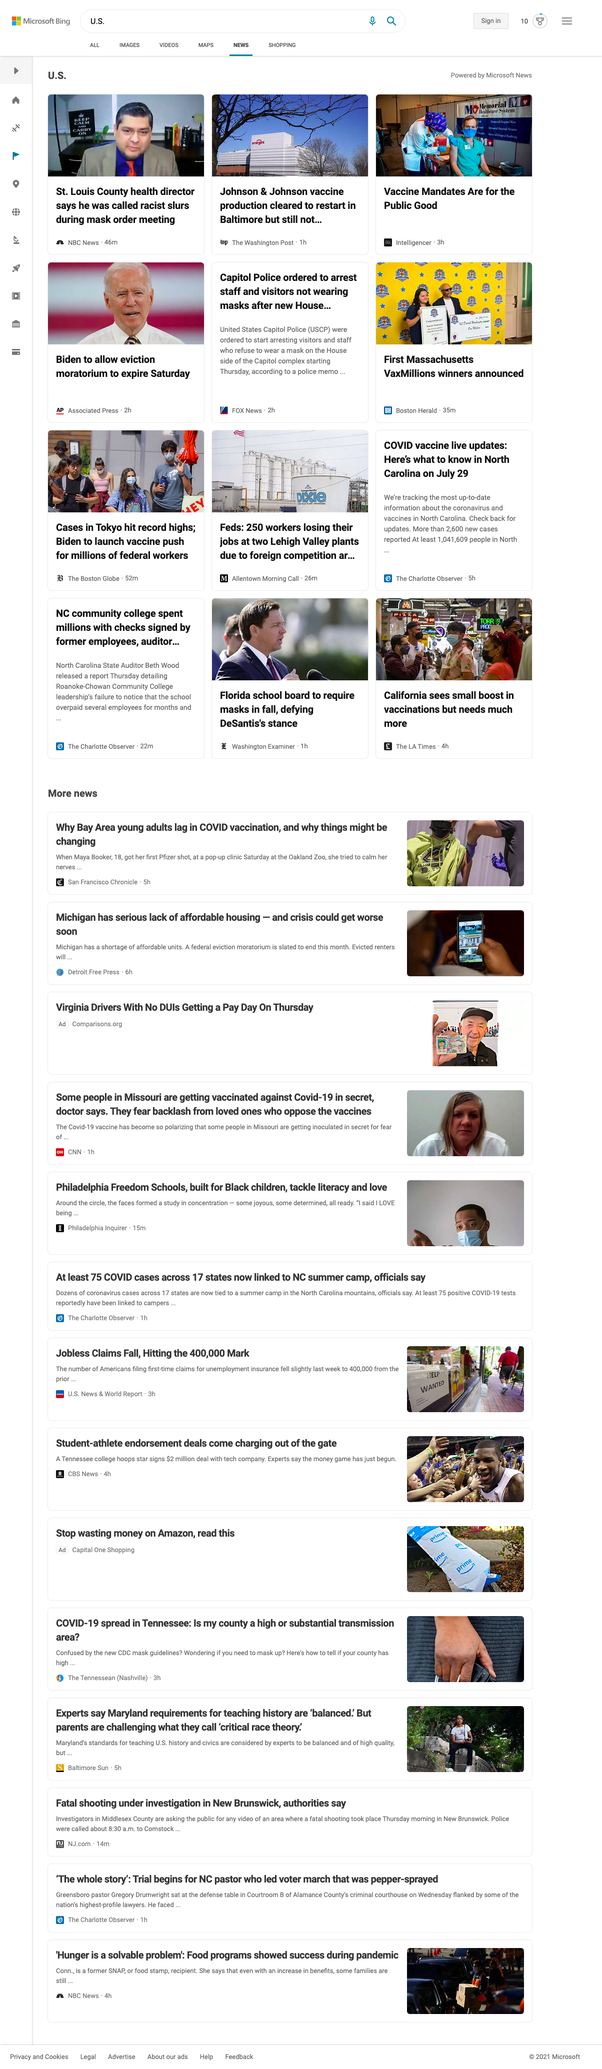 Microsoft Bing
U.S.
Sign in
10
ALL
IMAGES
VIDEOS
MAPS
NEWS
SHOPPING
U.S.
Powered by Microsoft News
St. Louis County health director
says he was called racist slurs
during mask order meeting
NBC News · 46m
Johnson & Johnson vaccine
production cleared to restart in
Baltimore but still not…
The Washington Post · 1h
Vaccine Mandates Are for the
Public Good
Intelligencer · 3h
Biden to allow eviction
moratorium to expire Saturday
AP
Associated Press · 2h
Capitol Police ordered to arrest
staff and visitors not wearing
masks after new House…
United States Capitol Police (USCP) were
ordered to start arresting visitors and staff
who refuse to wear a mask on the House
side of the Capitol complex starting
Thursday, according to a police memo ...
FOX News · 2h
First Massachusetts
VaxMillions winners announced
Boston Herald · 35m
HEY
Cases in Tokyo hit record highs;
Biden to launch vaccine push
for millions of federal workers
The Boston Globe · 52m
dixie
Feds: 250 workers losing their
jobs at two Lehigh Valley plants
due to foreign competition ar…
Allentown Morning Call · 26m
COVID vaccine live updates:
Here's what to know in North
Carolina on July 29
We're tracking the most up-to-date
information about the coronavirus and
vaccines in North Carolina. Check back for
updates. More than 2,600 new cases
reported At least 1,041,609 people in North
...
The Charlotte Observer · 5h
NC community college spent
millions with checks signed by
former employees, auditor…
North Carolina State Auditor Beth Wood
released a report Thursday detailing
Roanoke-Chowan Community College
leadership's failure to notice that the school
overpaid several employees for months and
...
The Charlotte Observer · 22m
Florida school board to require
masks in fall, defying
DeSantis's stance
Washington Examiner · 1h
California sees small boost in
vaccinations but needs much
more
The LA Times · 4h
More news
Why Bay Area young adults lag in COVID vaccination, and why things might be
changing
When Maya Booker, 18, got her first Pfizer shot, at a pop-up clinic Saturday at the Oakland Zoo, she tried to calm her
nerves ...
San Francisco Chronicle · 5h
Michigan has serious lack of affordable housing — and crisis could get worse
soon
Michigan has a shortage of affordable units. A federal eviction moratorium is slated to end this month. Evicted renters
will ...
Detroit Free Press · 6h
Virginia Drivers With No DUIs Getting a Pay Day On Thursday
Ad Comparisons.org
Some people in Missouri are getting vaccinated against Covid-19 in secret,
doctor says. They fear backlash from loved ones who oppose the vaccines
The Covid-19 vaccine has become so polarizing that some people in Missouri are getting inoculated in secret for fear
of ...
CNN · 1h
Philadelphia Freedom Schools, built for Black children, tackle literacy and love
Around the circle, the faces formed a study in concentration — some joyous, some determined, all ready. "I said I LOVE
being ...
Philadelphia Inquirer · 15m
At least 75 COVID cases across 17 states now linked to NC summer camp, officials say
Dozens of coronavirus cases across 17 states are now tied to a summer camp in the North Carolina mountains, officials say. At least 75 positive COVID-19 tests
reportedly have been linked to campers ...
The Charlotte Observer · 1h
Jobless Claims Fall, Hitting the 400,000 Mark
The number of Americans filing first-time claims for unemployment insurance fell slightly last week to 400,000 from the
prior ...
U.S. News & World Report · 3h
HELP
WANTED
Student-athlete endorsement deals come charging out of the gate
A Tennessee college hoops star signs $2 million deal with tech company. Experts say the money game has just begun.
CBS News · 4h
Stop wasting money on Amazon, read this
Ad Capital One Shopping
prime
prime
COVID-19 spread in Tennessee: Is my county a high or substantial transmission
area?
Confused by the new CDC mask guidelines? Wondering if you need to mask up? Here's how to tell if your county has
high ...
The Tennessean (Nashville) · 3h
Experts say Maryland requirements for teaching history are 'balanced.' But
parents are challenging what they call 'critical race theory.'
Maryland's standards for teaching U.S. history and civics are considered by experts to be balanced and of high quality,
but ...
Baltimore Sun · 5h
Fatal shooting under investigation in New Brunswick, authorities say
Investigators in Middlesex County are asking the public for any video of an area where a fatal shooting took place Thursday morning in New Brunswick. Police
were called about 8:30 a.m. to Comstock ...
NJ.com · 14m
'The whole story': Trial begins for NC pastor who led voter march that was pepper-sprayed
Greensboro pastor Gregory Drumwright sat at the defense table in Courtroom B of Alamance County's criminal courthouse on Wednesday flanked by some of the
nation's highest-profile lawyers. He faced ...
The Charlotte Observer · 1h
'Hunger is a solvable problem': Food programs showed success during pandemic
Conn., is a former SNAP, or food stamp, recipient. She says that even with an increase in benefits, some families are
still ...
NBC News · 4h
Privacy and Cookies
Legal
Advertise
About our ads
Help
Feedback
© 2021 Microsoft